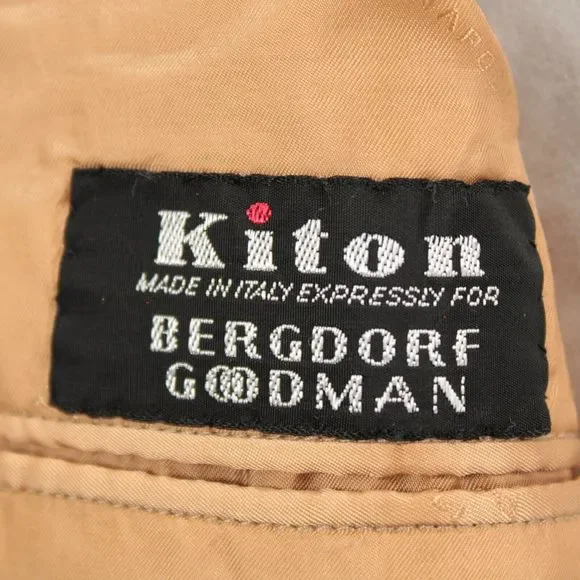 Kiton
MADE IN ITALY EXPRESSLY FOR
BERGDORF
GOODMAN